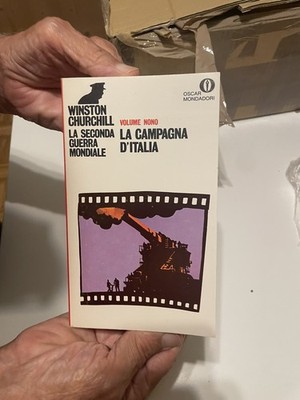 WINSTON
CHURCHILL
LA SECONDA
GUERRA
MONDIALE
VOLUME NONO
LA CAMPAGNA
D'ITALIA
OSCAR
MONDADORI